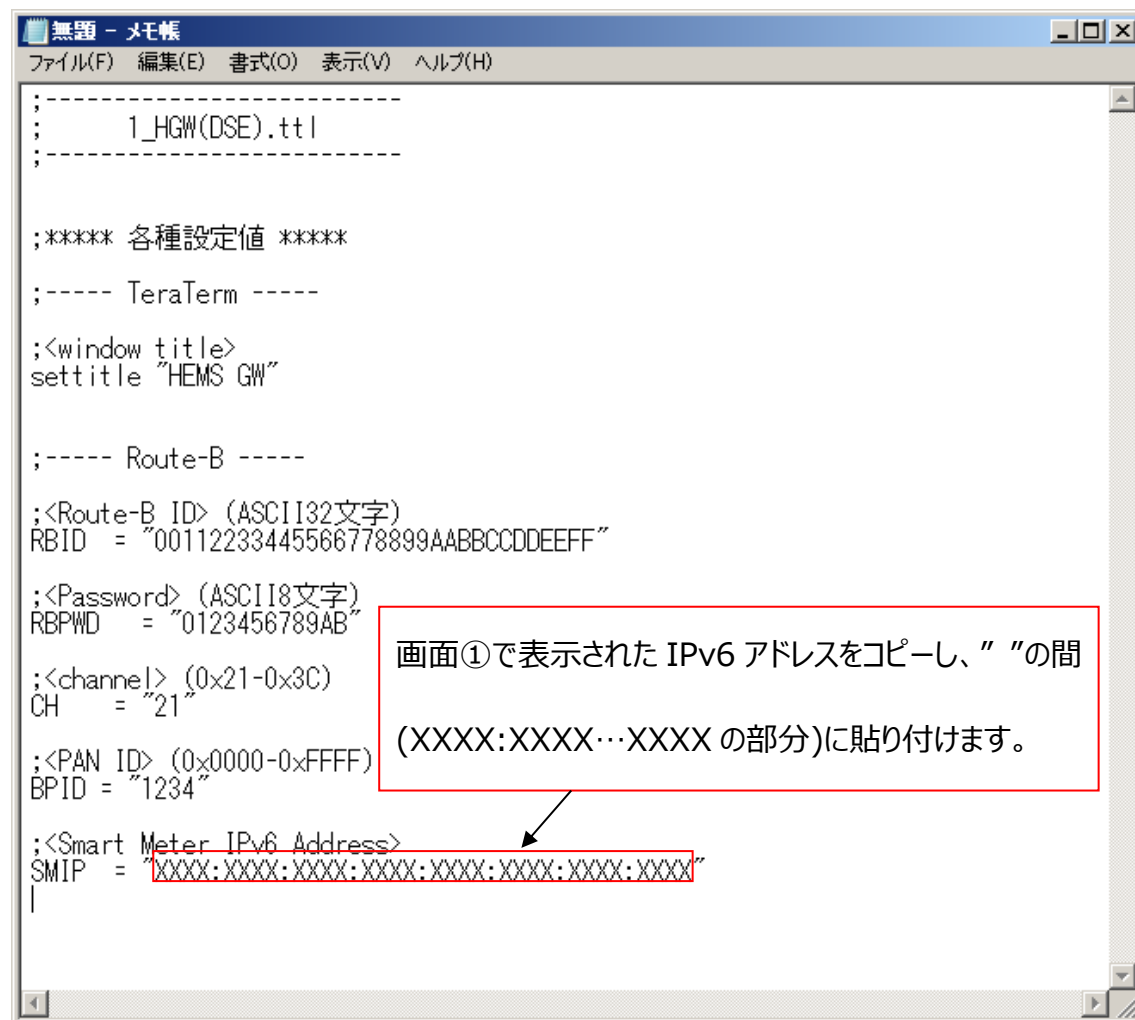 無題 - メモ帳
ファイル(F) 編集(E) 書式(O) 表示(V) ヘルプ(H)
;--------------------------
;      1_HGW(DSE).ttl
;--------------------------
;***** 各種設定値 *****
;----- TeraTerm -----
;<window title>
settitle "HEMS GW"
;----- Route-B -----
;<Route-B ID> (ASCII32文字)
RBID  = "00112233445566778899AABBCCDDEEFF"
;<Password> (ASCII8文字)
RBPWD   = "0123456789AB"
;<channel> (0x21-0x3C)
CH    = "21"
;<PAN ID> (0x0000-0xFFFF)
BPID = "1234"
;<Smart Meter IPv6 Address>
SMIP  = "XXXX:XXXX:XXXX:XXXX:XXXX:XXXX:XXXX:XXXX"
画面①で表示された IPv6 アドレスをコピーし、" "の間
(XXXX:XXXX…XXXX の部分)に貼り付けます。